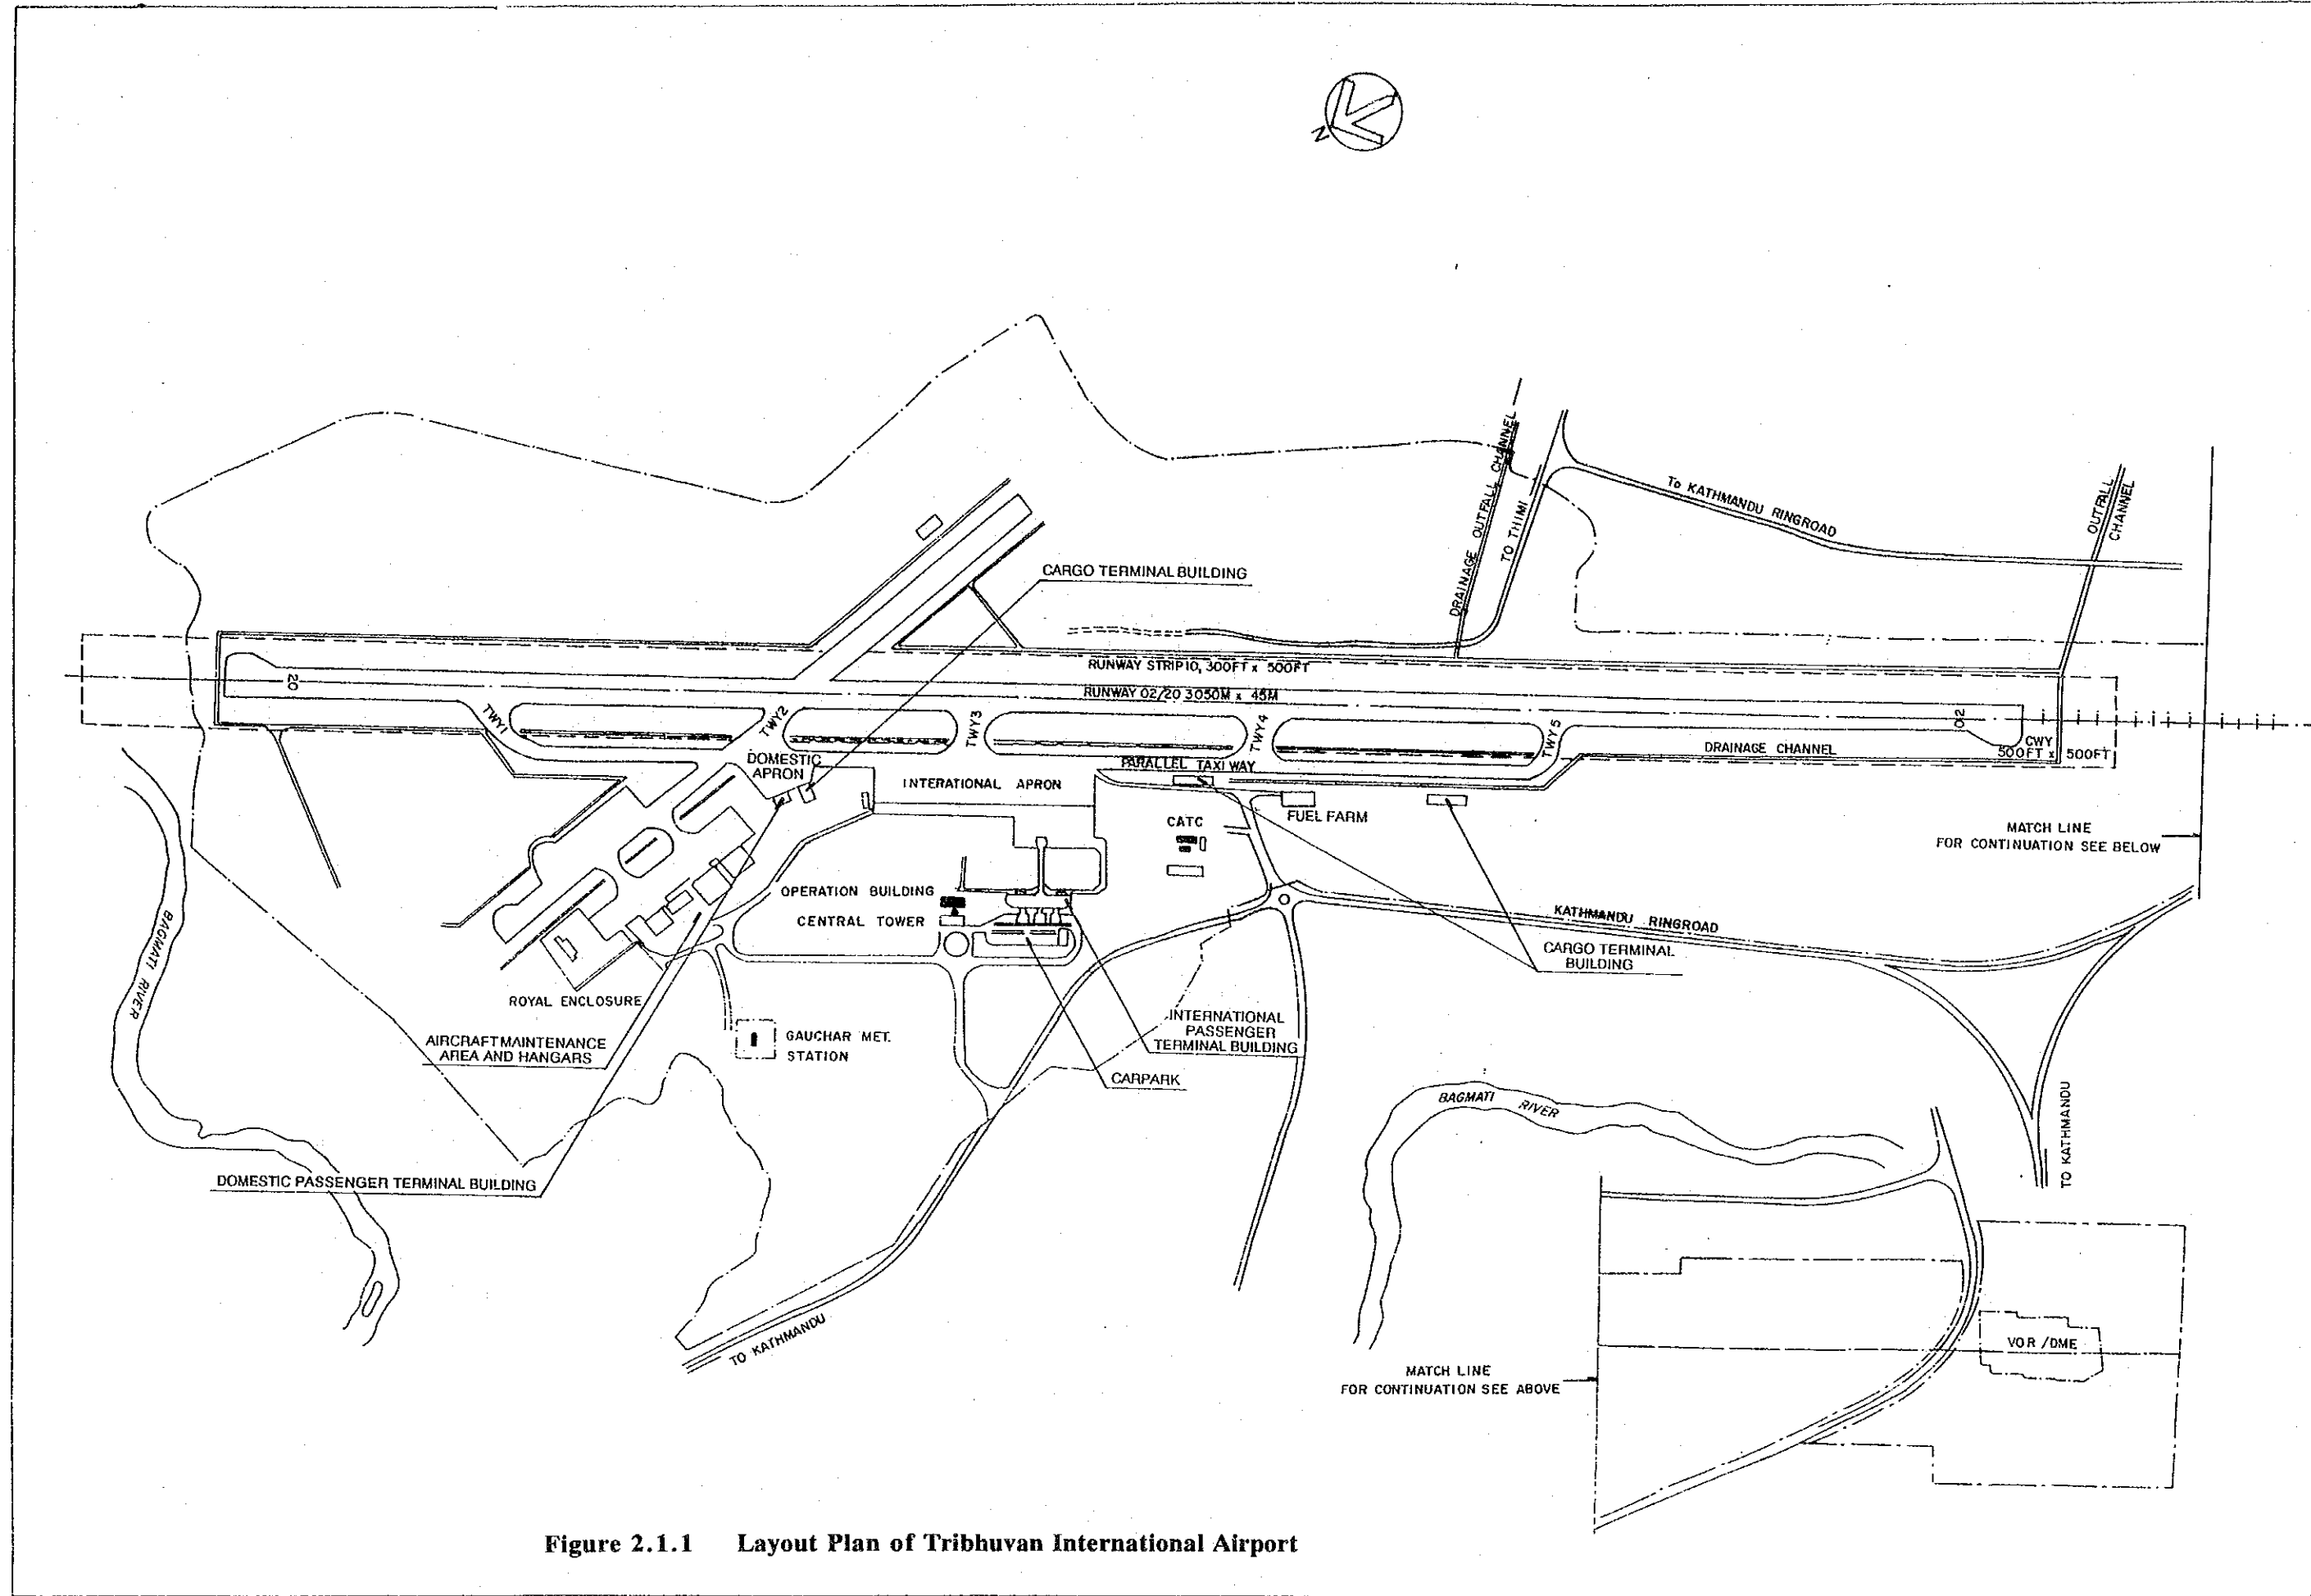 N
DRAINAGE OUTFALL CHANNEL
TO THIMI
To KATHMANDU RINGROAD
OUTFALL
CHANNEL
CARGO TERMINAL BUILDING
RUNWAY STRIP 10, 300FT x 500FT
RUNWAY 02/20 3050M x 45M
20
02
TWY1
TWY2
TWY3
TWY4
TWY5
CWY
500FT x 500FT
DRAINAGE CHANNEL
DOMESTIC
APRON
PARALLEL TAXI WAY
INTERATIONAL APRON
FUEL FARM
CATC
MATCH LINE
FOR CONTINUATION SEE BELOW
OPERATION BUILDING
CENTRAL TOWER
KATHMANDU RINGROAD
CARGO TERMINAL
BUILDING
BAGMATI RIVER
ROYAL ENCLOSURE
AIRCRAFT MAINTENANCE
AREA AND HANGARS
GAUCHAR MET.
STATION
INTERNATIONAL
PASSENGER
TERMINAL BUILDING
CARPARK
BAGMATI RIVER
TO KATHMANDU
DOMESTIC PASSENGER TERMINAL BUILDING
TO KATHMANDU
VOR /DME
MATCH LINE
FOR CONTINUATION SEE ABOVE
Figure 2.1.1 Layout Plan of Tribhuvan International Airport